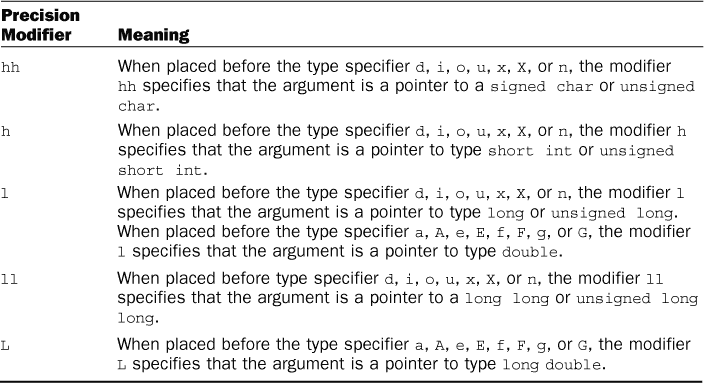 Precision
Modifier Meaning
hh When placed before the type specifier d, i, o, u, x, X, or n, the modifier
hh specifies that the argument is a pointer to a signed char or unsigned
char.
h When placed before the type specifier d, i, o, u, x, X, or n, the modifier h
specifies that the argument is a pointer to type short int or unsigned
short int.
l When placed before the type specifier d, i, o, u, x, X, or n, the modifier l
specifies that the argument is a pointer to type long or unsigned long.
When placed before the type specifier a, A, e, E, f, F, g, or G, the modifier
l specifies that the argument is a pointer to type double.
ll When placed before type specifier d, i, o, u, x, X, or n, the modifier ll
specifies that the argument is a pointer to a long long or unsigned long
long.
L When placed before the type specifier a, A, e, E, f, F, g, or G, the modifier
L specifies that the argument is a pointer to type long double.